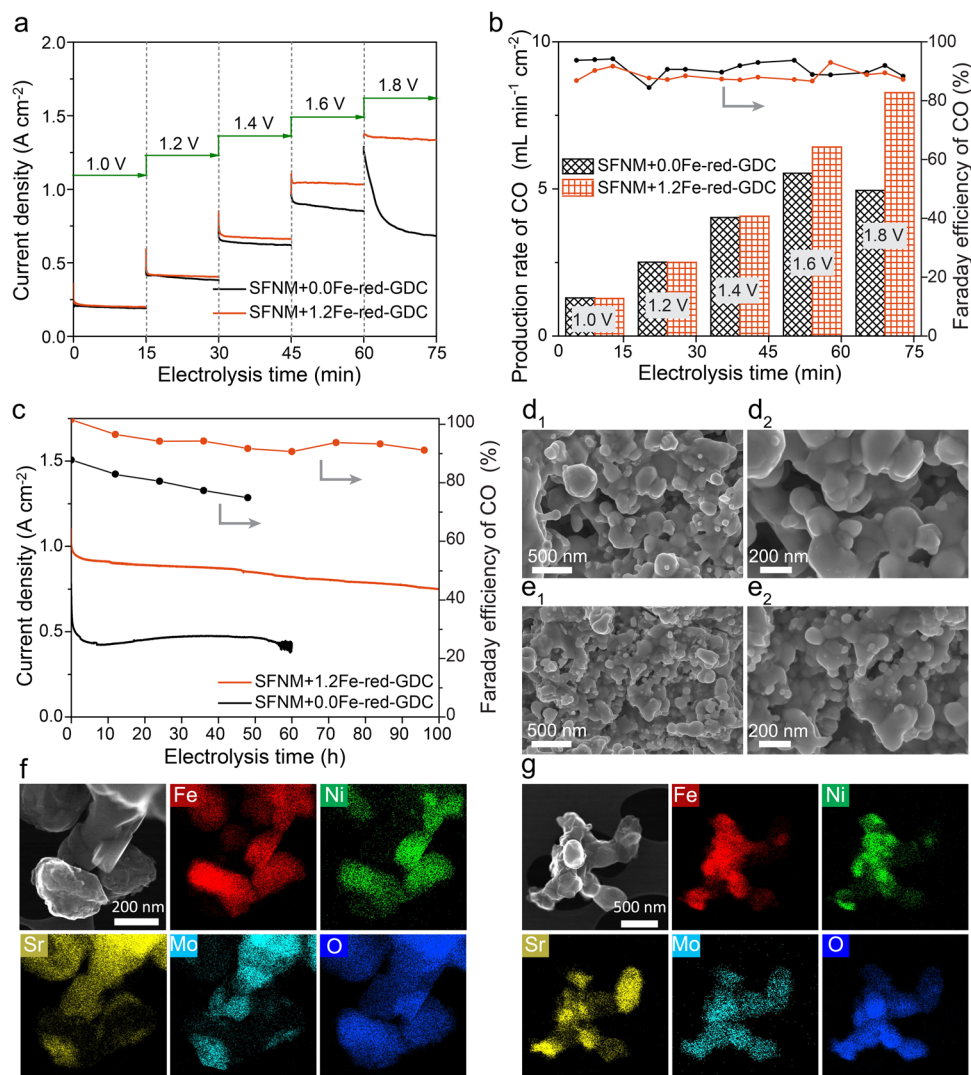 a
Current density (A cm⁻²)
2.0
1.5
1.0
0.5
0.0
1.0 V
1.2 V
1.4 V
1.6 V
1.8 V
SFNM+0.0Fe-red-GDC
SFNM+1.2Fe-red-GDC
0
15
30
45
60
75
Electrolysis time (min)
b
Production rate of CO (mL min⁻¹ cm⁻²)
10
5
0
SFNM+0.0Fe-red-GDC
SFNM+1.2Fe-red-GDC
1.0 V
1.2 V
1.4 V
1.6 V
1.8 V
100
80
60
40
20
0
Faraday efficiency of CO (%)
0
15
30
45
60
75
Electrolysis time (min)
c
Current density (A cm⁻²)
1.5
1.0
0.5
0.0
SFNM+1.2Fe-red-GDC
SFNM+0.0Fe-red-GDC
100
80
60
40
20
0
Faraday efficiency of CO (%)
0 10 20 30 40 50 60 70 80 90 100
Electrolysis time (h)
d₁
500 nm
d₂
200 nm
e₁
500 nm
e₂
200 nm
f
200 nm
Fe
Ni
Sr
Mo
O
g
500 nm
Fe
Ni
Sr
Mo
O